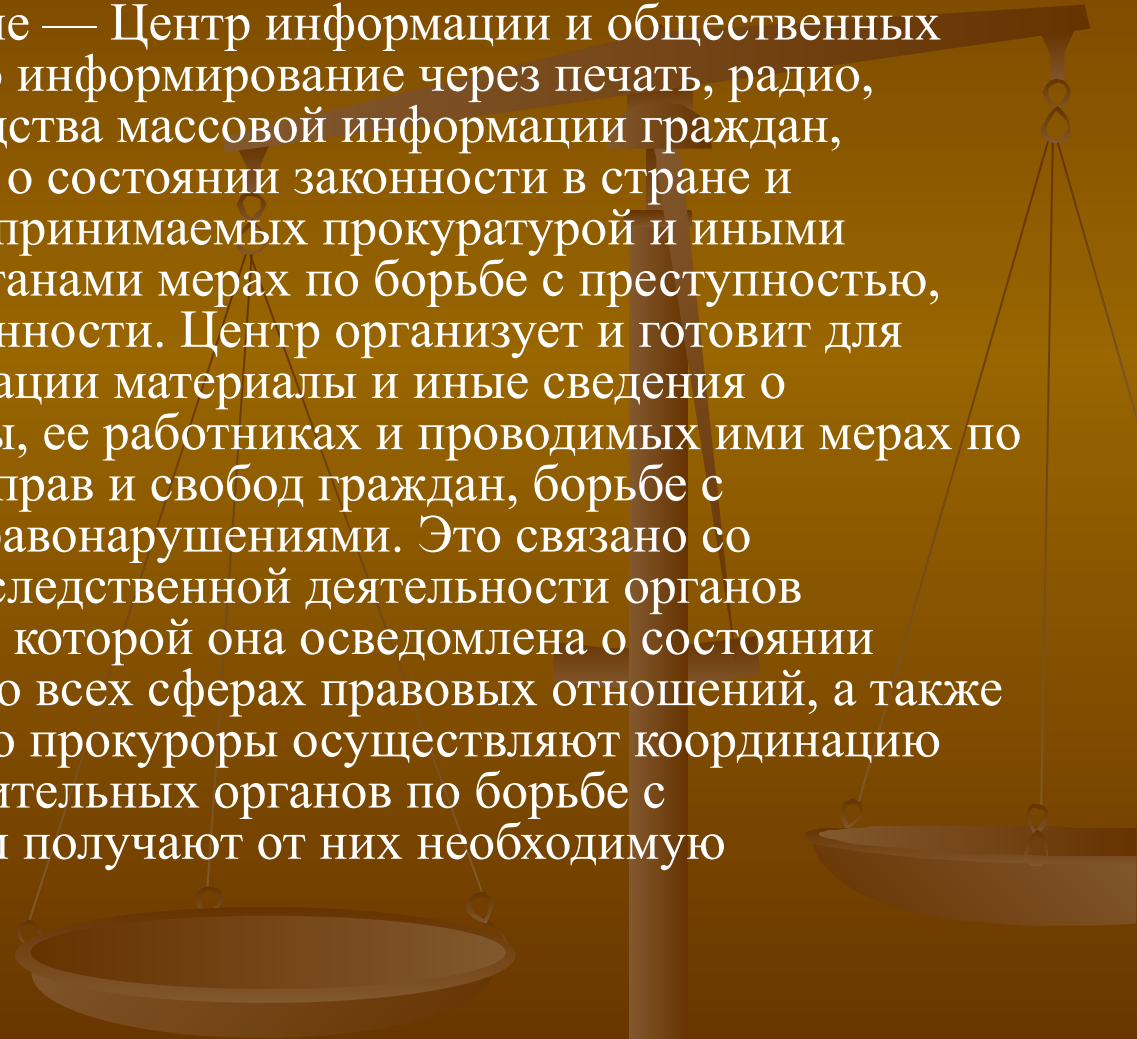 ие — Центр информации и общественных
о информирование через печать, радио,
дства массовой информации граждан,
о состоянии законности в стране и
принимаемых прокуратурой и иными
ганами мерах по борьбе с преступностью,
нности. Центр организует и готовит для
ации материалы и иные сведения о
ы, ее работниках и проводимых ими мерах по
прав и свобод граждан, борьбе с
равонарушениями. Это связано со
следственной деятельности органов
которой она осведомлена о состоянии
о всех сферах правовых отношений, а также
о прокуроры осуществляют координацию
ительных органов по борьбе с
и получают от них необходимую